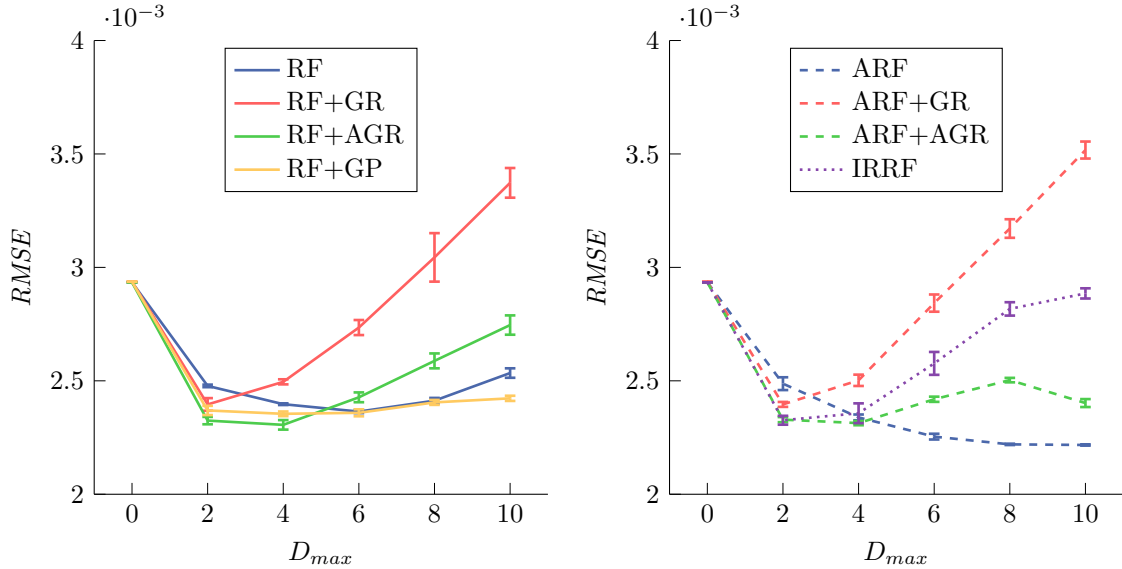 ·10⁻³
4
3.5
3
2.5
2
RMSE
0 2 4 6 8 10
D_max
RF
RF+GR
RF+AGR
RF+GP
·10⁻³
4
3.5
3
2.5
2
RMSE
0 2 4 6 8 10
D_max
ARF
ARF+GR
ARF+AGR
IRRF